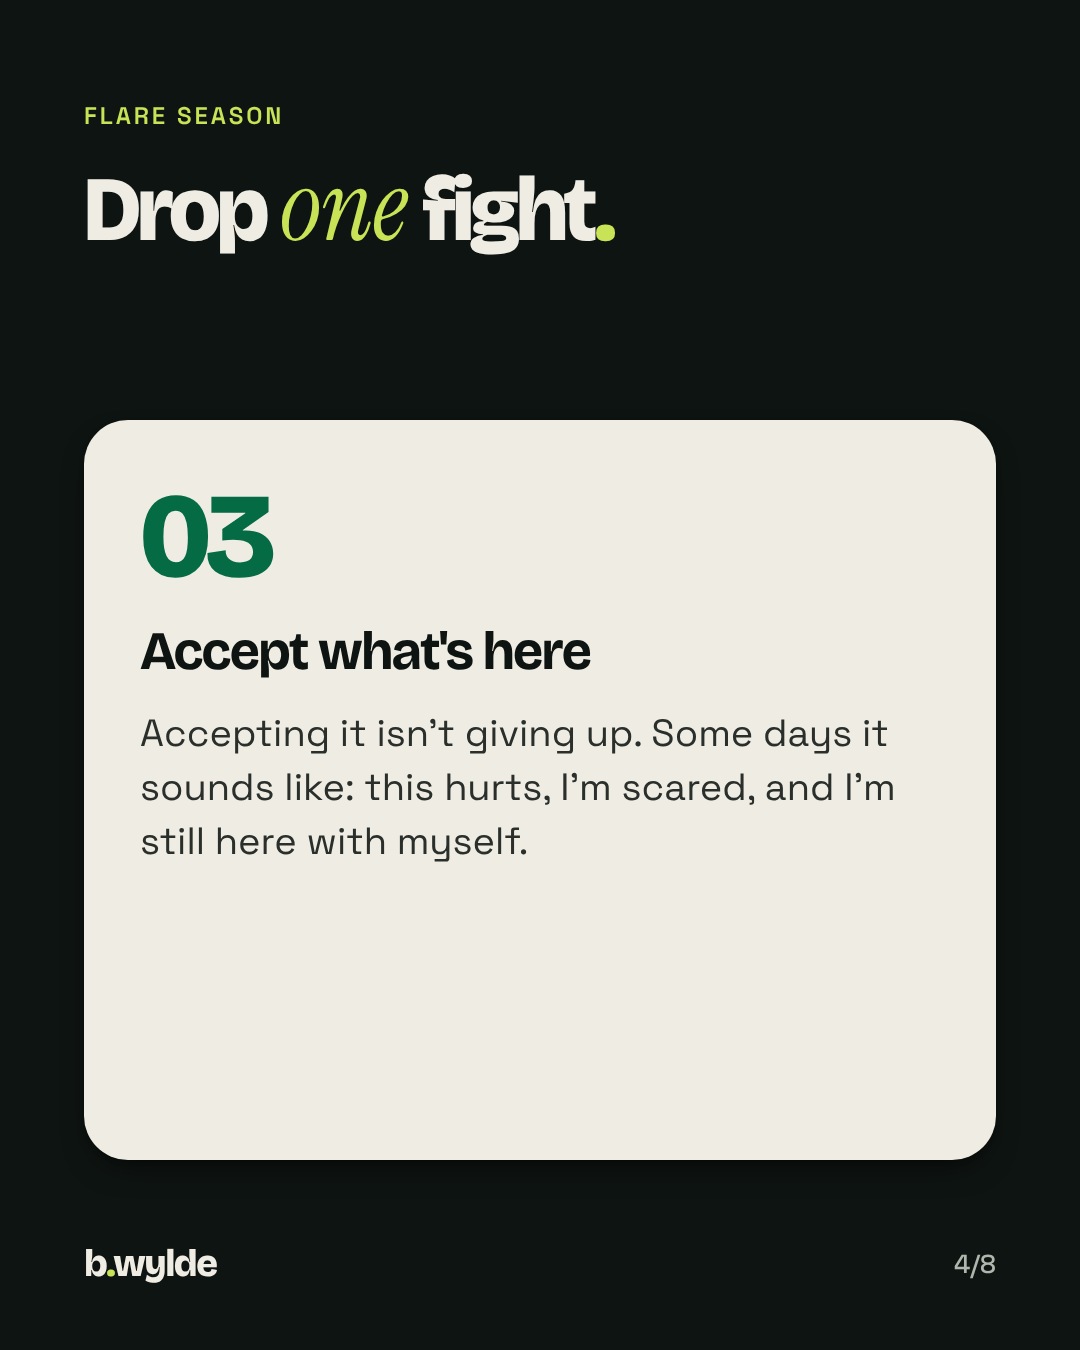 FLARE SEASON
Drop one fight.
03
Accept what's here
Accepting it isn’t giving up. Some days it
sounds like: this hurts, I’m scared, and I’m
still here with myself.
b.wylde
4/8